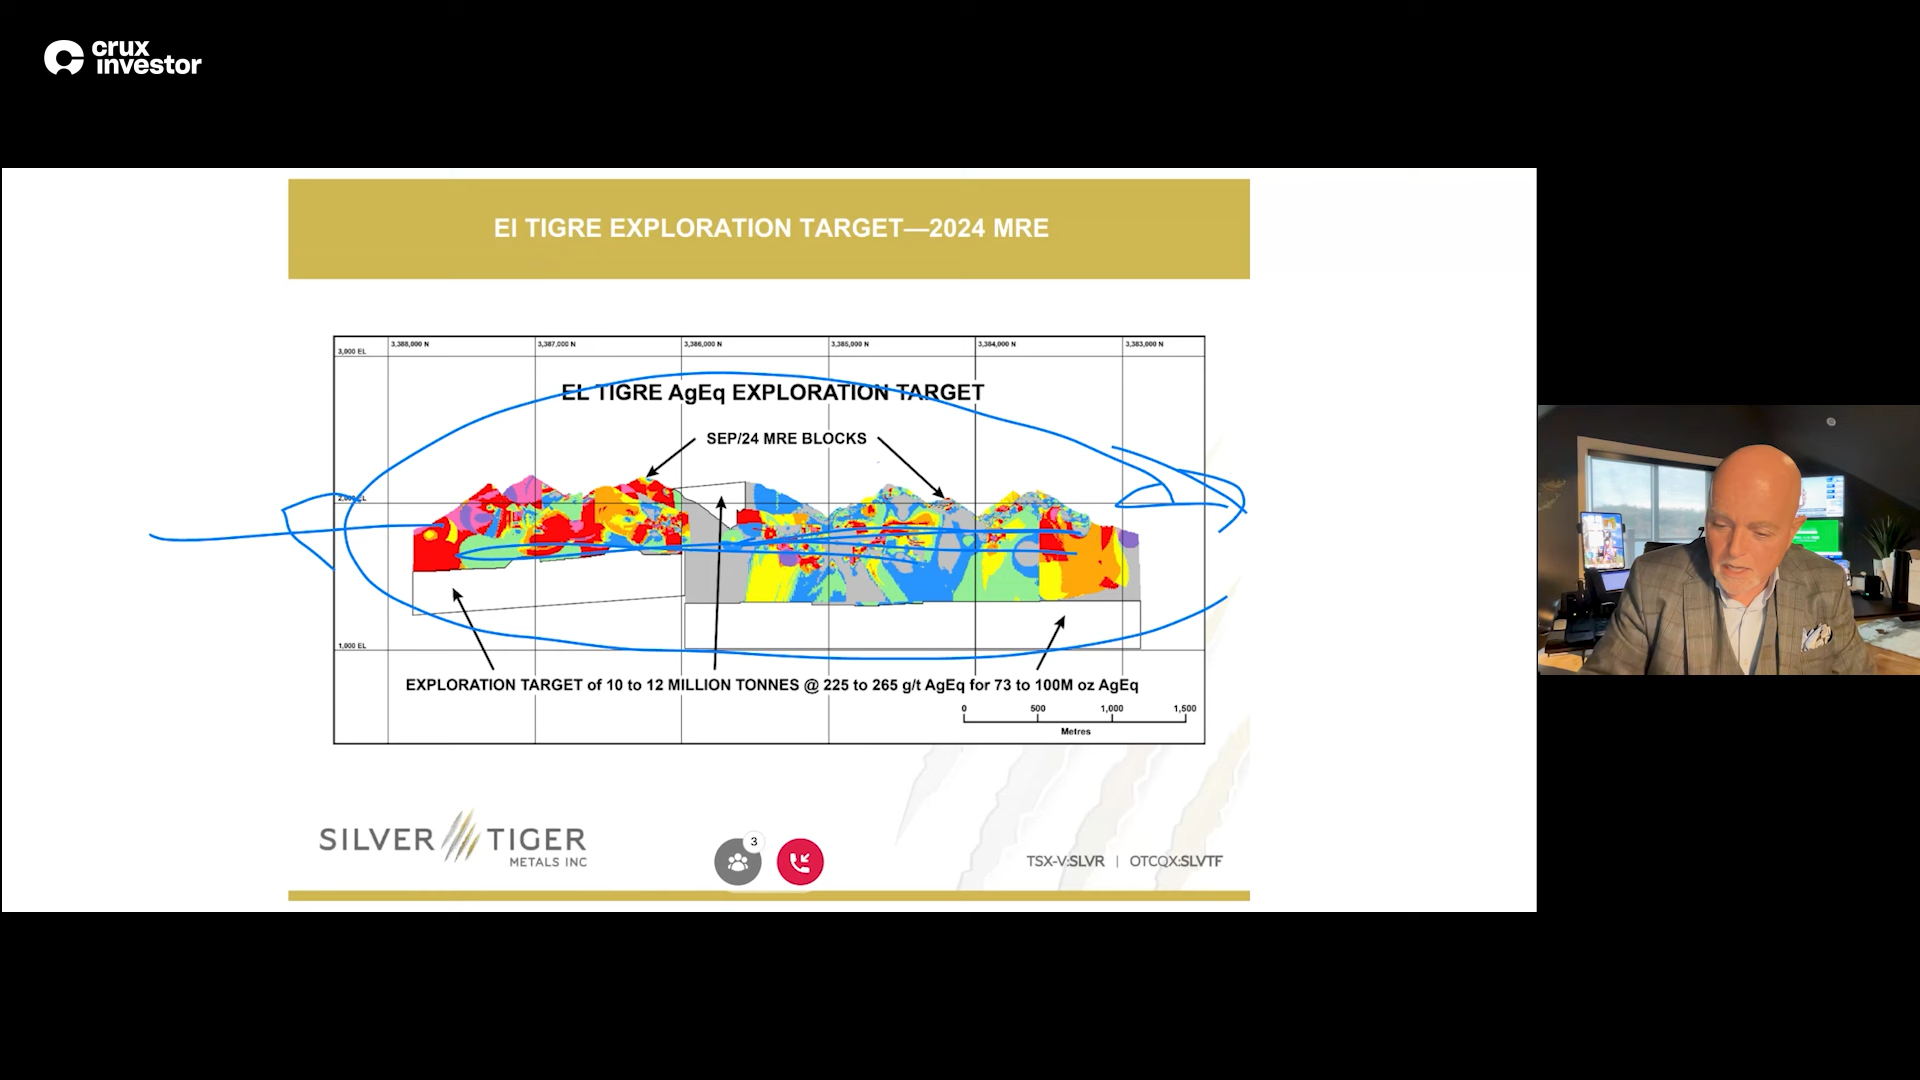 crux
investor
El TIGRE EXPLORATION TARGET—2024 MRE
3,388,000 N 3,387,000 N 3,386,000 N 3,385,000 N 3,384,000 N 3,383,000 N
3,000 EL
EL TIGRE AgEq EXPLORATION TARGET
SEP/24 MRE BLOCKS
1,000 EL
EXPLORATION TARGET of 10 to 12 MILLION TONNES @ 225 to 265 g/t AgEq for 73 to 100M oz AgEq
0 500 1,000 1,500
Metres
SILVER TIGER
METALS INC
3
TSX-V:SLVR | OTCQX:SLVTF